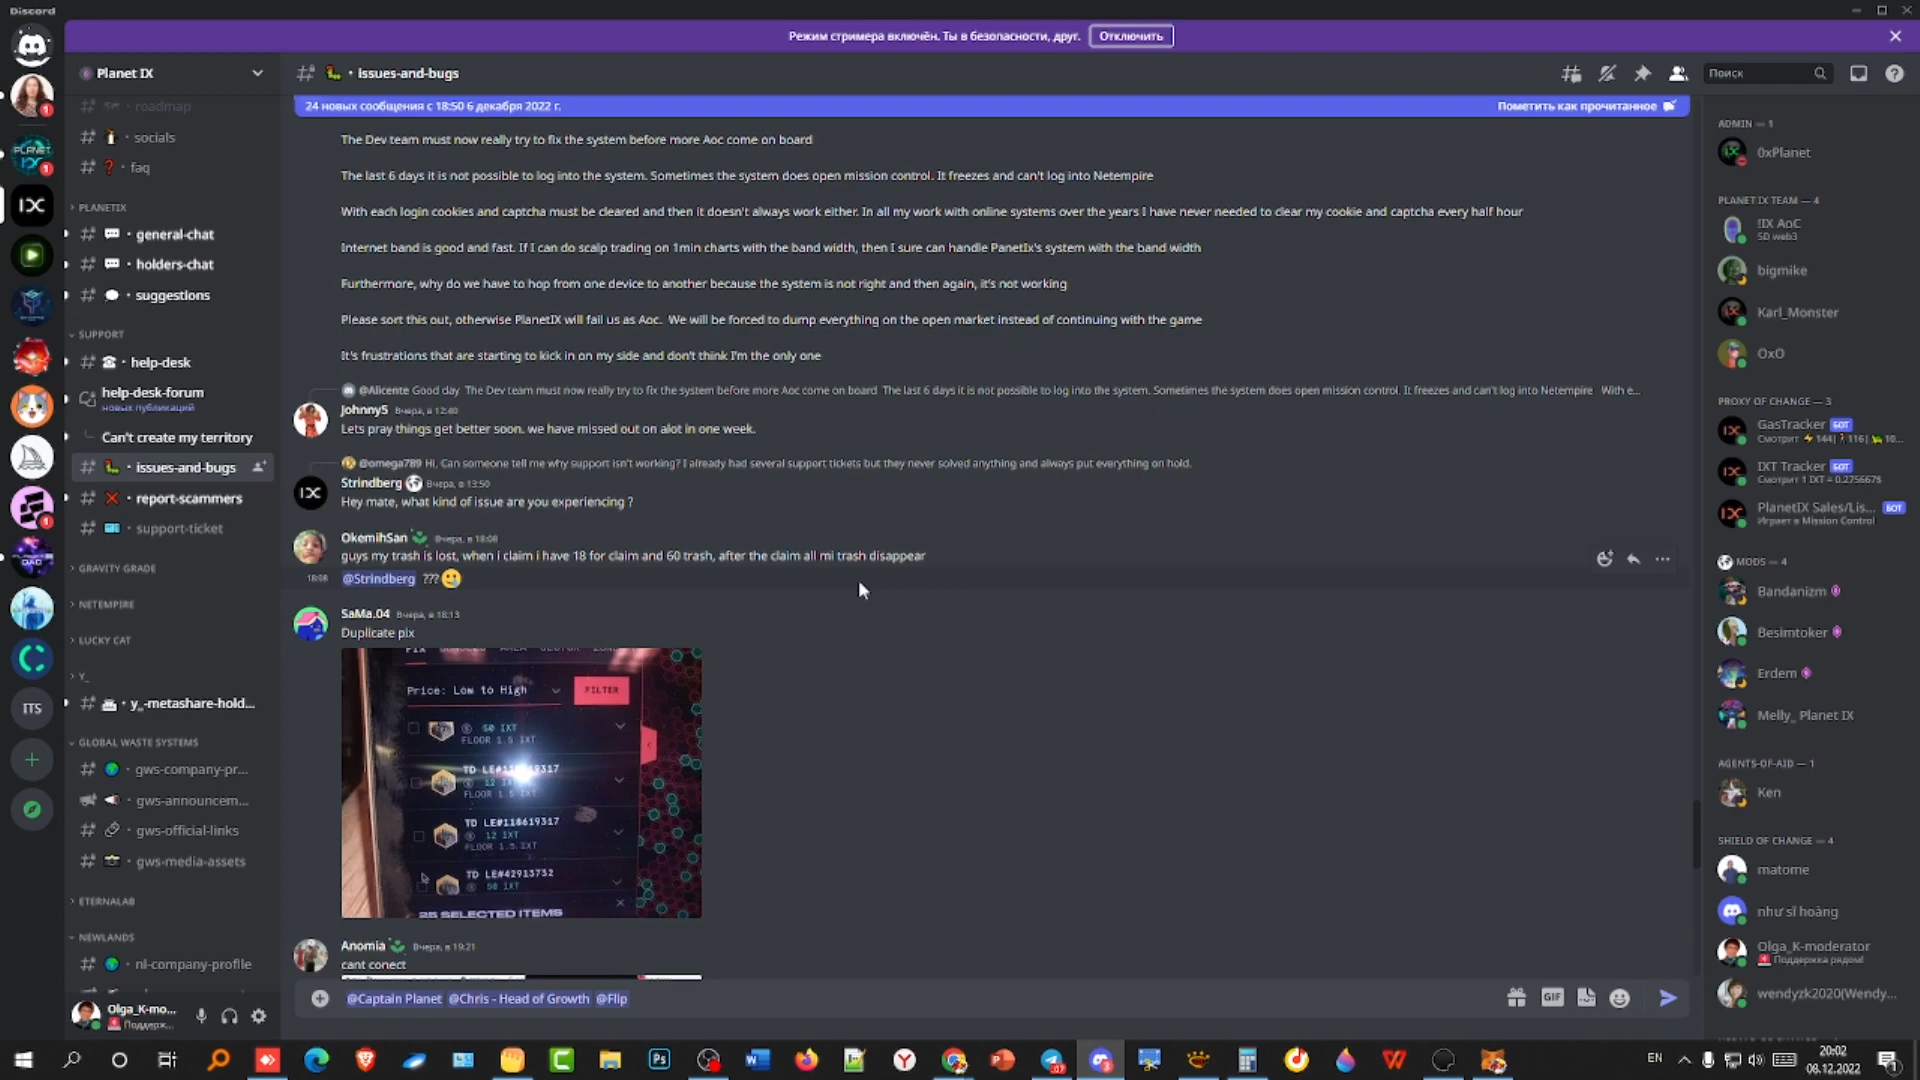 Discord
Режим стримера включён. Ты в безопасности, друг. Отключить
Planet IX
issues-and-bugs
Поиск
24 новых сообщения с 18:50 6 декабря 2022 г.
Пометить как прочитанное
roadmap
socials
faq
PLANETIX
general-chat
holders-chat
suggestions
SUPPORT
help-desk
help-desk-forum
новых публикаций
Can't create my territory
issues-and-bugs
report-scammers
support-ticket
GRAVITY GRADE
NETEMPIRE
LUCKY CAT
Y_
y_-metashare-hold...
GLOBAL WASTE SYSTEMS
gws-company-pr...
gws-announcem...
gws-official-links
gws-media-assets
ETERNALAB
NEWLANDS
nl-company-profile
Olga_K-mo...
Поддерж...
PLANET IX
IX
ITS
The Dev team must now really try to fix the system before more Aoc come on board
The last 6 days it is not possible to log into the system. Sometimes the system does open mission control. It freezes and can't log into Netempire
With each login cookies and captcha must be cleared and then it doesn't always work either. In all my work with online systems over the years I have never needed to clear my cookie and captcha every half hour
Internet band is good and fast. If I can do scalp trading on 1min charts with the band width, then I sure can handle PanetIx's system with the band width
Furthermore, why do we have to hop from one device to another because the system is not right and then again, it's not working
Please sort this out, otherwise PlanetIX will fail us as Aoc. We will be forced to dump everything on the open market instead of continuing with the game
It's frustrations that are starting to kick in on my side and don't think I'm the only one
@Alicente Good day The Dev team must now really try to fix the system before more Aoc come on board The last 6 days it is not possible to log into the system. Sometimes the system does open mission control. It freezes and can't log into Netempire With e...
Johnny5 Вчера, в 12:40
Lets pray things get better soon. we have missed out on alot in one week.
@omega789 Hi, Can someone tell me why support isn't working? I already had several support tickets but they never solved anything and always put everything on hold.
Strindberg Вчера, в 13:50
Hey mate, what kind of issue are you experiencing ?
OkemihSan Вчера, в 18:08
guys my trash is lost, when i claim i have 18 for claim and 60 trash, after the claim all mi trash disappear
18:08 @Strindberg ???
SaMa.04 Вчера, в 18:13
Duplicate pix
Price: Low to High
FILTER
50 IXT
FLOOR 1.5 IXT
12 IXT
FLOOR 1.5 IXT
TD LE#118619317
12 IXT
FLOOR 1.5 IXT
TD LE#42913732
50 IXT
25 SELECTED ITEMS
Anomia Вчера, в 19:21
cant conect
@Captain Planet @Chris - Head of Growth @Flip
GIF
ADMIN — 1
0xPlanet
PLANET IX TEAM — 4
!IX AoC
SD web3
bigmike
Karl_Monster
OxO
PROXY OF CHANGE — 3
GasTracker БОТ
Смотрит 144| 116| 10...
IXT Tracker БОТ
Смотрит 1 IXT = 0.275667$
PlanetIX Sales/Lis... БОТ
Играет в Mission Control
MODS — 4
Bandanizm
Besimtoker
Erdem
Melly_ Planet IX
AGENTS-OF-AID — 1
Ken
SHIELD OF CHANGE — 4
matome
như sĩ hoàng
Olga_K-moderator
Поддержка рядом!
wendyzk2020(Wendy...
EN
20:02
08.12.2022